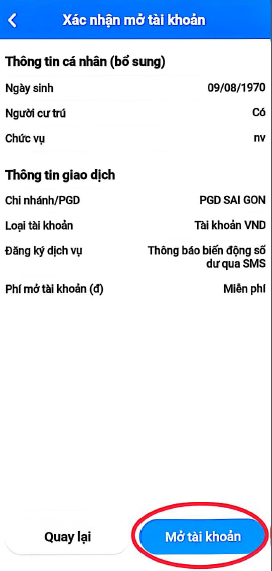 Xác nhận mở tài khoản
Thông tin cá nhân (bổ sung)
Ngày sinh 09/08/1970
Người cư trú Có
Chức vụ nv
Thông tin giao dịch
Chi nhánh/PGD PGD SAI GON
Loại tài khoản Tài khoản VND
Đăng ký dịch vụ Thông báo biến động số
dư qua SMS
Phí mở tài khoản (đ) Miễn phí
Quay lại Mở tài khoản